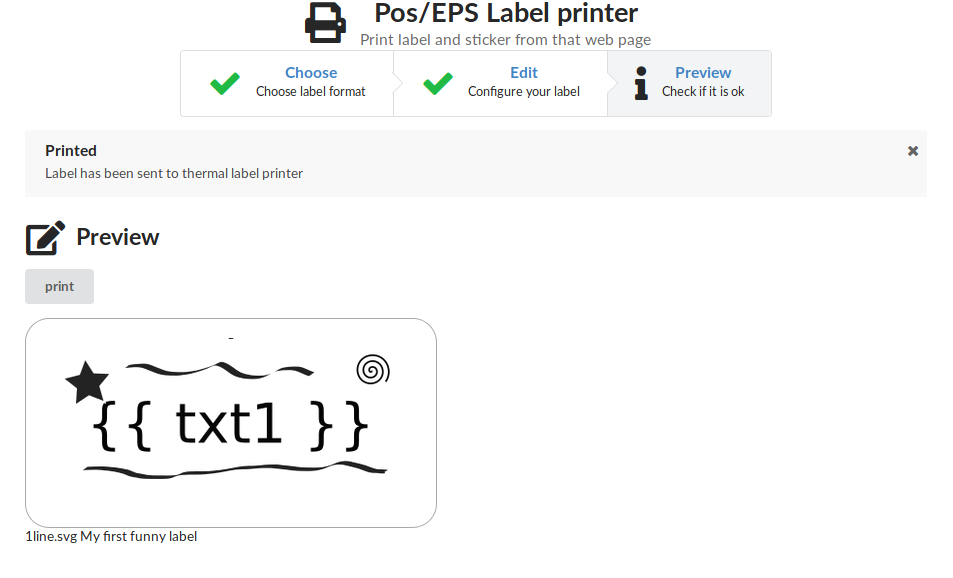 Pos/EPS Label printer
Print label and sticker from that web page
Choose
Choose label format
Edit
Configure your label
Preview
Check if it is ok
Printed
Label has been sent to thermal label printer
Preview
print
-
{{ txt1 }}
1line.svg My first funny label